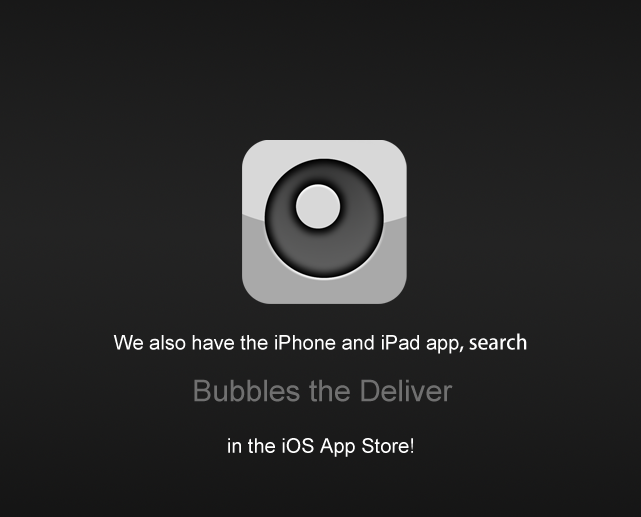 We also have the iPhone and iPad app, search
Bubbles the Deliver
in the iOS App Store!